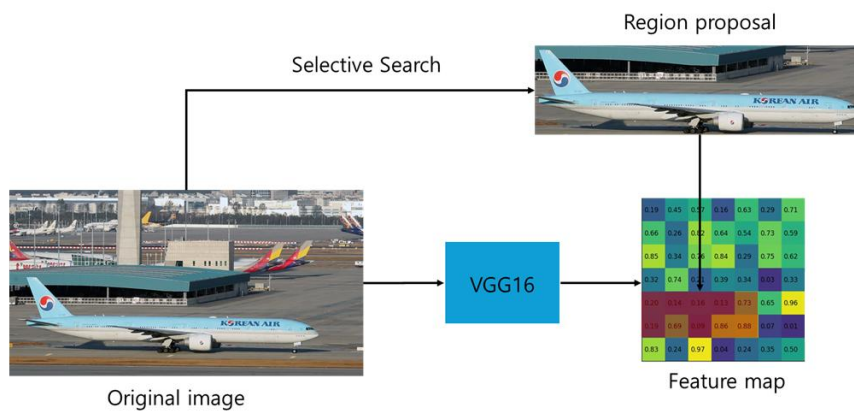 Region proposal
Selective Search
KOREAN AIR
KOREAN AIR
VGG16
0.19 0.45 0.57 0.16 0.63 0.29 0.71
0.66 0.26 0.82 0.64 0.54 0.73 0.59
0.85 0.34 0.76 0.84 0.29 0.75 0.62
0.32 0.74 0.39 0.34 0.03 0.33
0.20 0.14 0.16 0.13 0.73 0.65 0.96
0.19 0.69 0.09 0.86 0.88 0.07 0.01
0.83 0.24 0.97 0.04 0.24 0.35 0.50
Original image
Feature map